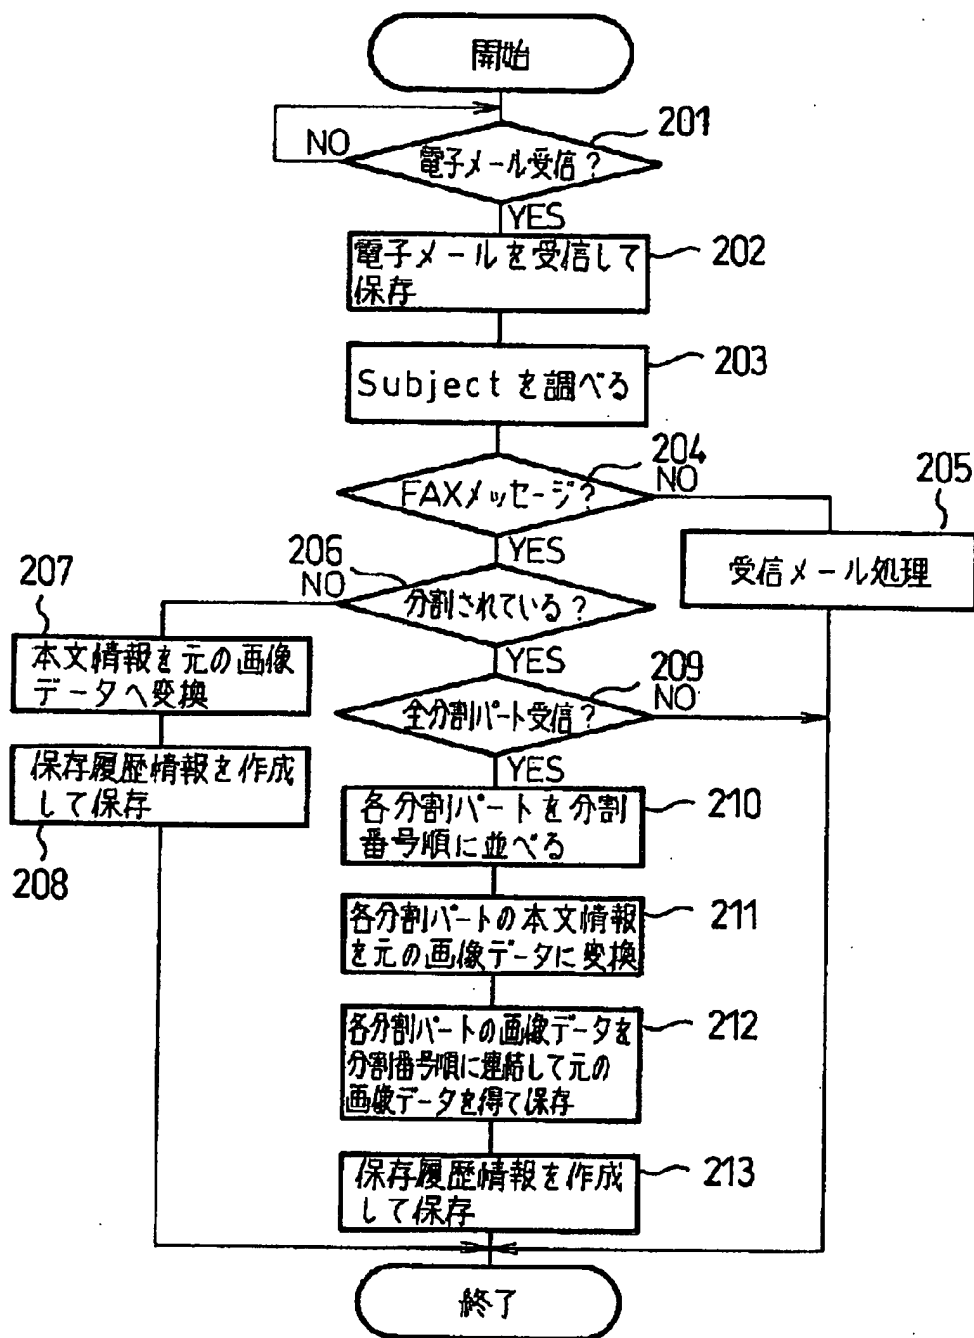 開始
201
NO
電子メール受信?
YES
電子メールを受信して
保存
202
203
Subjectを調べる
204
NO
FAXメッセージ?
YES
205
受信メール処理
206
NO
分割されている?
YES
207
本文情報を元の画像
データへ変換
209
NO
全分割パート受信?
YES
保存履歴情報を作成
して保存
208
各分割パートを分割
番号順に並べる
210
各分割パートの本文情報
を元の画像データに変換
211
各分割パートの画像データを
分割番号順に連結して元の
画像データを得て保存
212
保存履歴情報を作成
して保存
213
終了